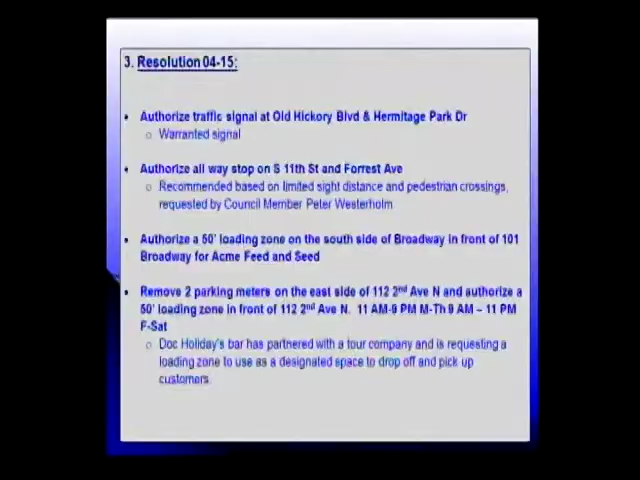 3. Resolution 04-15:
• Authorize traffic signal at Old Hickory Blvd & Hermitage Park Dr
o Warranted signal
• Authorize all way stop on S 11th St and Forrest Ave
o Recommended based on limited sight distance and pedestrian crossings,
requested by Council Member Peter Westerholm
• Authorize a 50' loading zone on the south side of Broadway in front of 101
Broadway for Acme Feed and Seed
• Remove 2 parking meters on the east side of 112 2nd Ave N and authorize a
50' loading zone in front of 112 2nd Ave N. 11 AM-9 PM M-Th 9 AM – 11 PM
F-Sat
o Doc Holiday's bar has partnered with a tour company and is requesting a
loading zone to use as a designated space to drop off and pick up
customers.